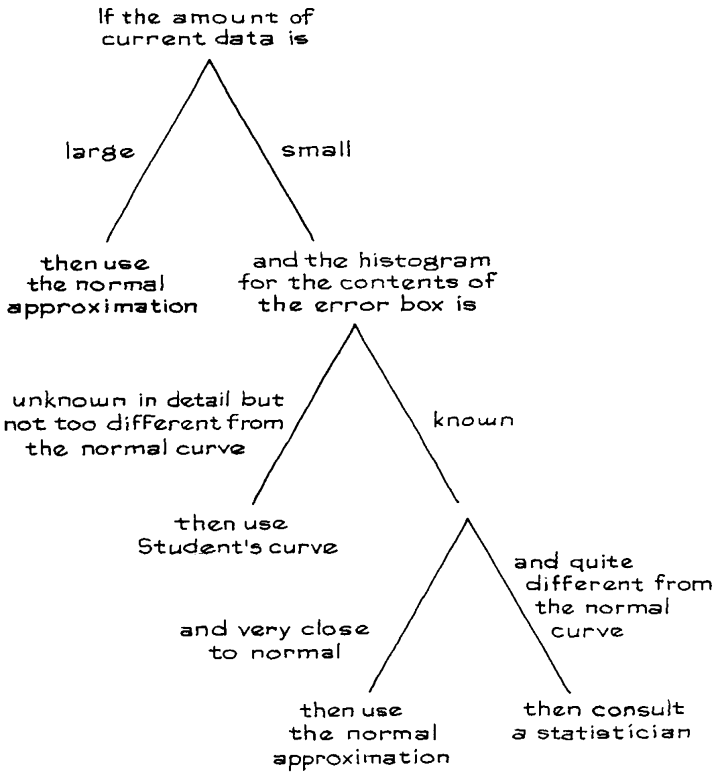 If the amount of
current data is
large
small
then use
the normal
approximation
and the histogram
for the contents of
the error box is
unknown in detail but
not too different from
the normal curve
known
then use
Student's curve
and quite
different from
the normal
curve
and very close
to normal
then use
the normal
approximation
then consult
a statistician